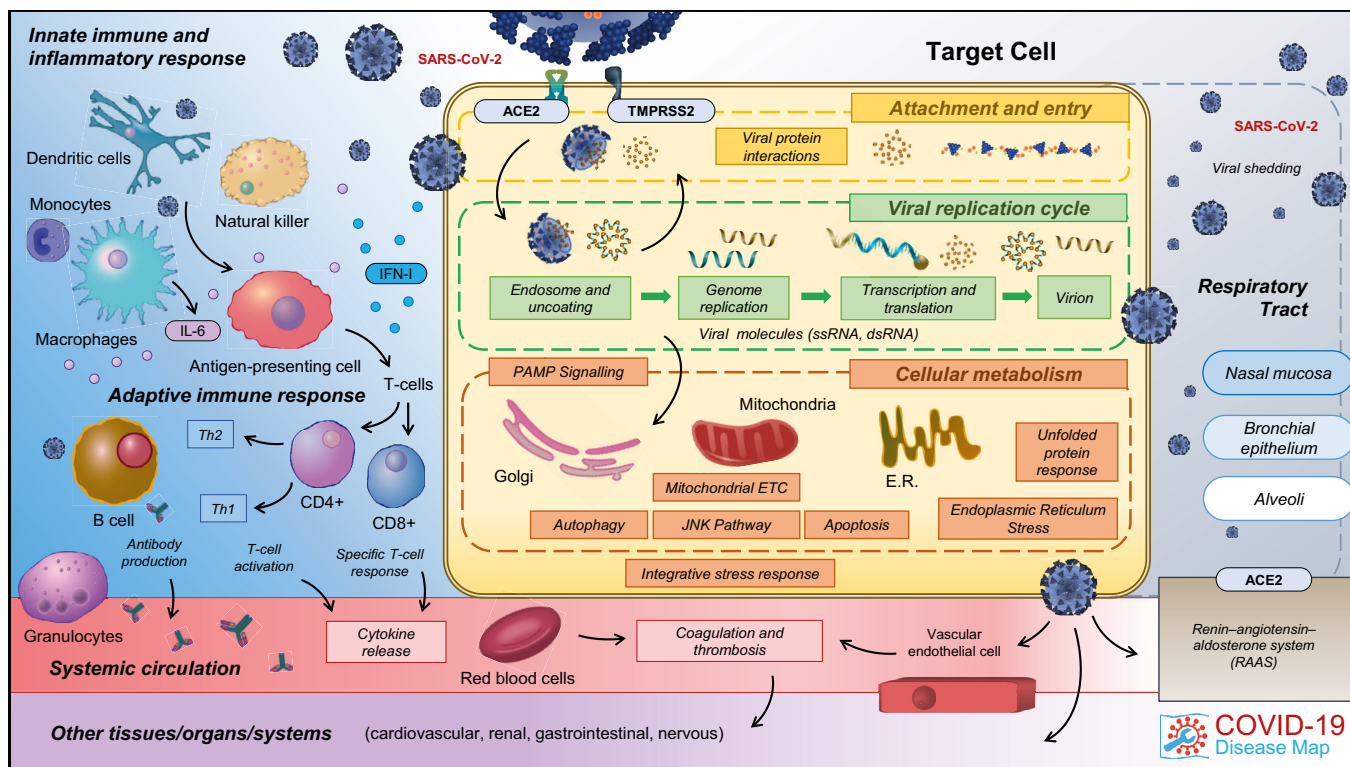 Innate immune and
inflammatory response
SARS-CoV-2
Target Cell
ACE2
TMPRSS2
Attachment and entry
Viral protein
interactions
SARS-CoV-2
Viral shedding
Dendritic cells
Natural killer
Monocytes
Macrophages
IL-6
IFN-I
Antigen-presenting cell
Viral replication cycle
Endosome and
uncoating
Genome
replication
Transcription and
translation
Virion
Viral molecules (ssRNA, dsRNA)
Respiratory
Tract
Nasal mucosa
Bronchial
epithelium
Alveoli
T-cells
Adaptive immune response
Th2
Th1
CD4+
CD8+
B cell
Antibody
production
T-cell
activation
Specific T-cell
response
PAMP Signalling
Cellular metabolism
Golgi
Mitochondria
E.R.
Unfolded
protein
response
Mitochondrial ETC
Autophagy
JNK Pathway
Apoptosis
Endoplasmic Reticulum
Stress
Integrative stress response
Granulocytes
Systemic circulation
Cytokine
release
Red blood cells
Coagulation and
thrombosis
Vascular
endothelial cell
ACE2
Renin–angiotensin–
aldosterone system
(RAAS)
Other tissues/organs/systems
(cardiovascular, renal, gastrointestinal, nervous)
COVID-19
Disease Map